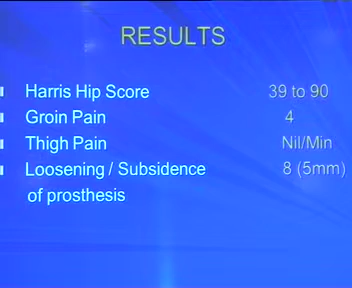 RESULTS
Harris Hip Score 39 to 90
Groin Pain 4
Thigh Pain Nil/Min
Loosening / Subsidence 8 (5mm)
of prosthesis